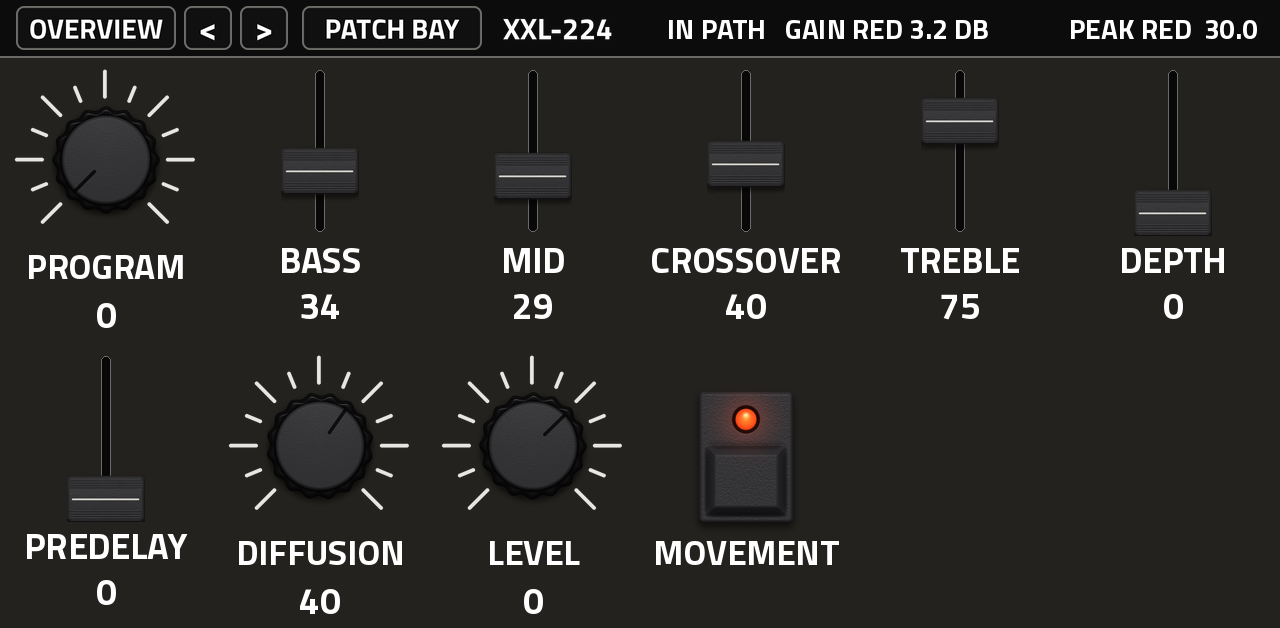 OVERVIEW < > PATCH BAY XXL-224 IN PATH GAIN RED 3.2 DB PEAK RED 30.0
PROGRAM BASS MID CROSSOVER TREBLE DEPTH
0 34 29 40 75 0
PREDELAY DIFFUSION LEVEL MOVEMENT
0 40 0